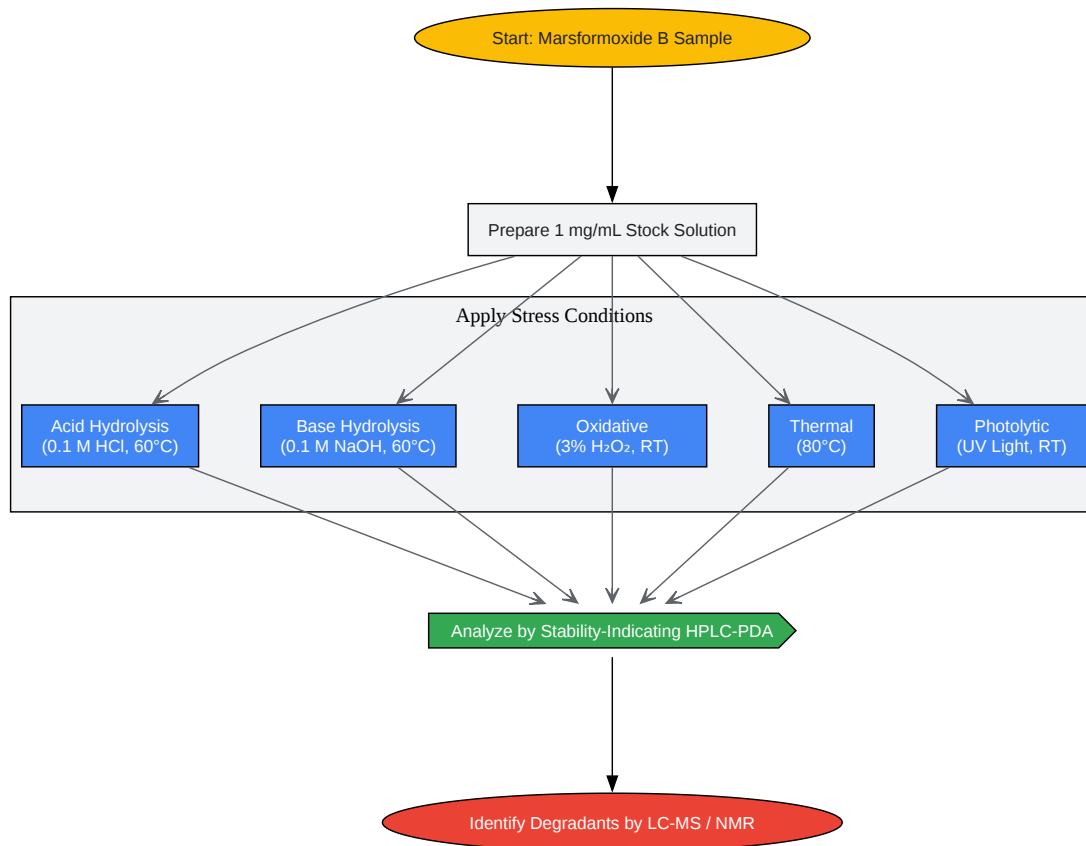 Start: Marsformoxide B Sample
Prepare 1 mg/mL Stock Solution
Apply Stress Conditions
Acid Hydrolysis
(0.1 M HCl, 60°C)
Base Hydrolysis
(0.1 M NaOH, 60°C)
Oxidative
(3% H₂O₂, RT)
Thermal
(80°C)
Photolytic
(UV Light, RT)
Analyze by Stability-Indicating HPLC-PDA
Identify Degradants by LC-MS / NMR